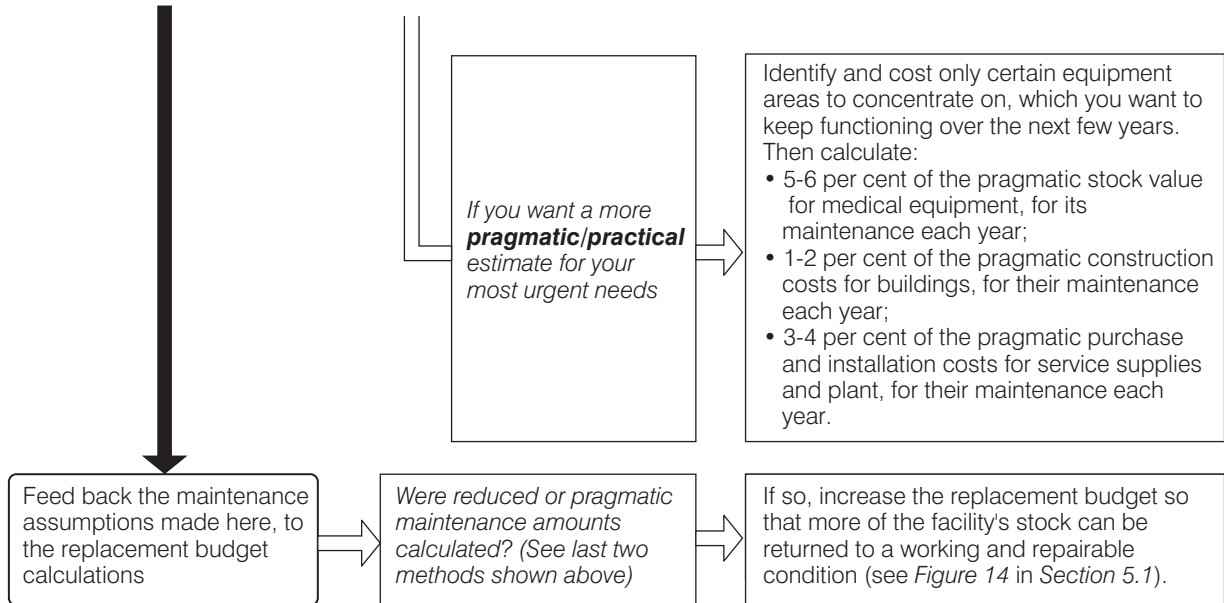 If you want a more
pragmatic/practical
estimate for your
most urgent needs
Identify and cost only certain equipment
areas to concentrate on, which you want to
keep functioning over the next few years.
Then calculate:
• 5-6 per cent of the pragmatic stock value
for medical equipment, for its
maintenance each year;
• 1-2 per cent of the pragmatic construction
costs for buildings, for their maintenance
each year;
• 3-4 per cent of the pragmatic purchase
and installation costs for service supplies
and plant, for their maintenance each
year.
Feed back the maintenance
assumptions made here, to
the replacement budget
calculations
Were reduced or pragmatic
maintenance amounts
calculated? (See last two
methods shown above)
If so, increase the replacement budget so
that more of the facility's stock can be
returned to a working and repairable
condition (see Figure 14 in Section 5.1).